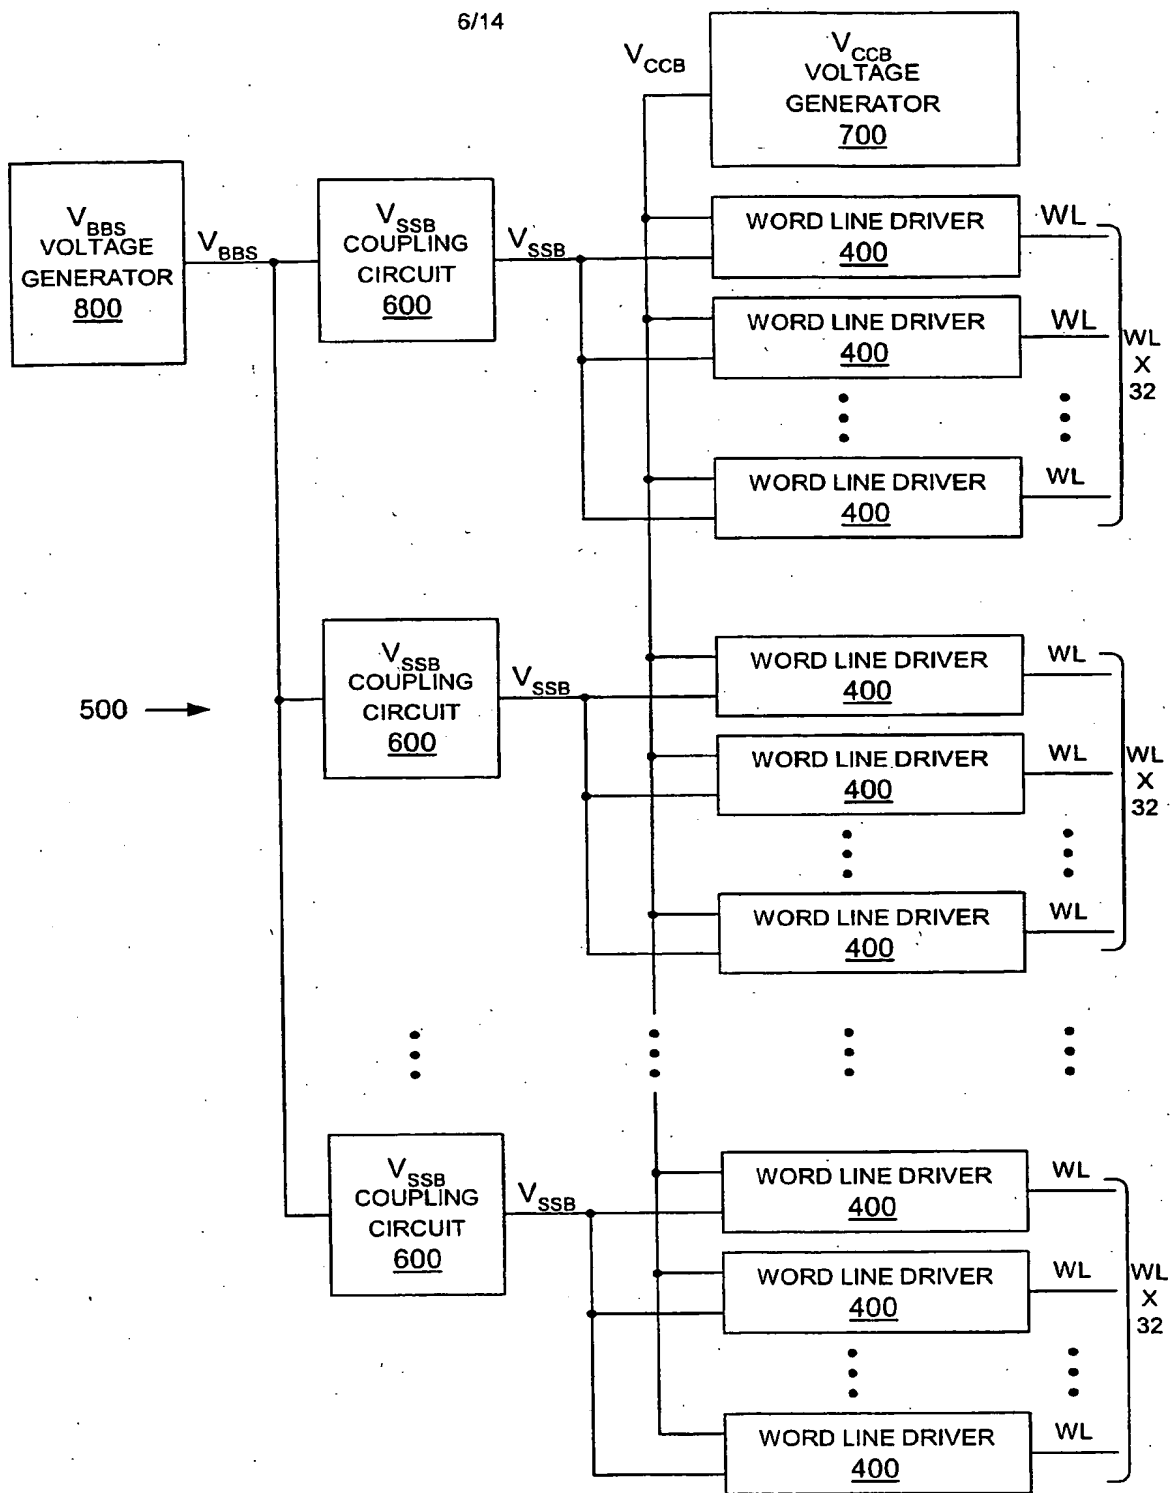 6/14
VCCB
VCCB
VOLTAGE
GENERATOR
700
VBBS
VOLTAGE
GENERATOR
800
VBBS
VSSB
COUPLING
CIRCUIT
600
VSSB
WORD LINE DRIVER
400
WL
WORD LINE DRIVER
400
WL
WORD LINE DRIVER
400
WL
WL
X
32
500
VSSB
COUPLING
CIRCUIT
600
VSSB
WORD LINE DRIVER
400
WL
WORD LINE DRIVER
400
WL
WORD LINE DRIVER
400
WL
WL
X
32
VSSB
COUPLING
CIRCUIT
600
VSSB
WORD LINE DRIVER
400
WL
WORD LINE DRIVER
400
WL
WORD LINE DRIVER
400
WL
WL
X
32